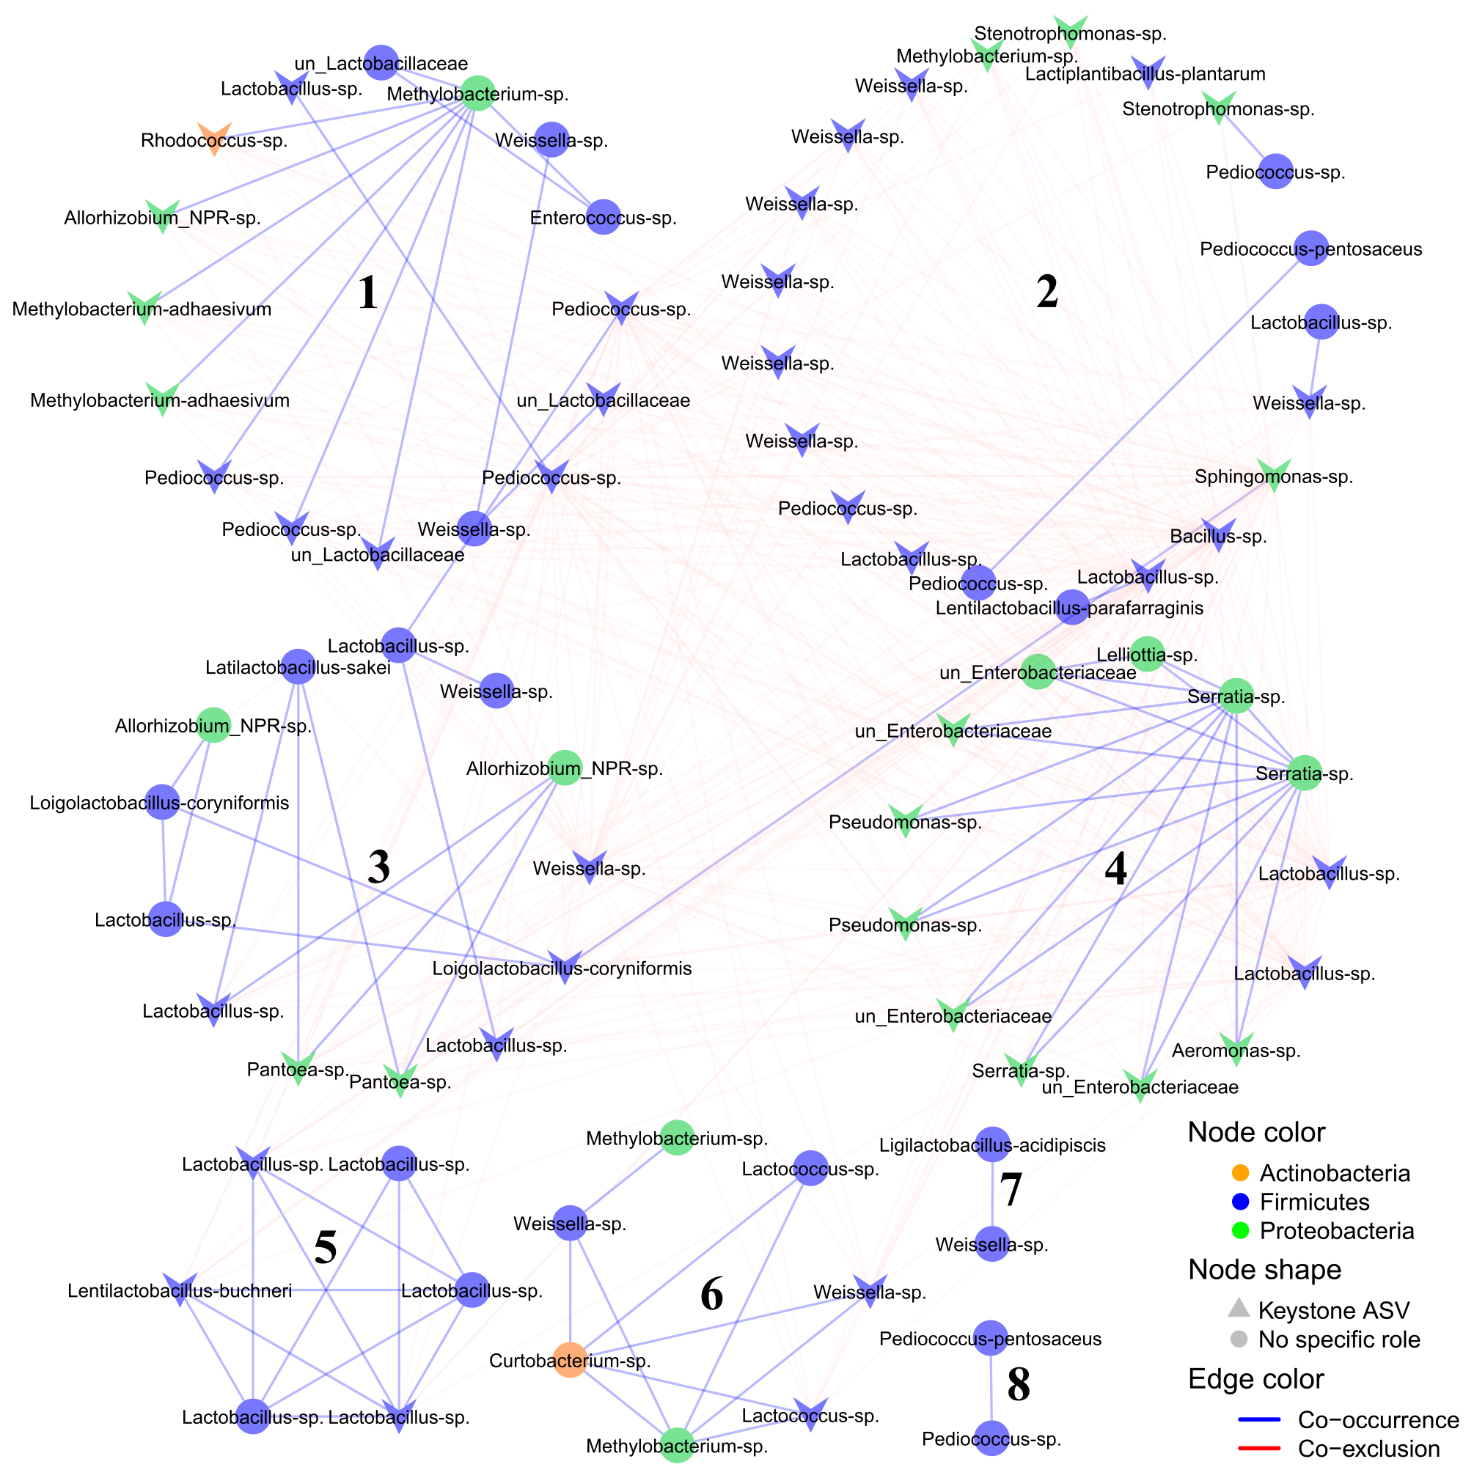 un_Lactobacillaceae
Lactobacillus-sp.
Methylobacterium-sp.
Rhodococcus-sp.
Weissella-sp.
Allorhizobium_NPR-sp.
Enterococcus-sp.
1
Methylobacterium-adhaesivum
Pediococcus-sp.
Methylobacterium-adhaesivum
un_Lactobacillaceae
Pediococcus-sp.
Pediococcus-sp.
Pediococcus-sp.
Weissella-sp.
un_Lactobacillaceae
Stenotrophomonas-sp.
Methylobacterium-sp.
Lactiplantibacillus-plantarum
Weissella-sp.
Stenotrophomonas-sp.
Weissella-sp.
Pediococcus-sp.
Weissella-sp.
Pediococcus-pentosaceus
Weissella-sp.
2
Lactobacillus-sp.
Weissella-sp.
Weissella-sp.
Weissella-sp.
Sphingomonas-sp.
Pediococcus-sp.
Bacillus-sp.
Lactobacillus-sp.
Lactobacillus-sp.
Pediococcus-sp.
Lentilactobacillus-parafarraginis
Lactobacillus-sp.
Latilactobacillus-sakei
Weissella-sp.
Allorhizobium_NPR-sp.
Allorhizobium_NPR-sp.
Loigolactobacillus-coryniformis
3
Weissella-sp.
Lactobacillus-sp.
Loigolactobacillus-coryniformis
Lactobacillus-sp.
Lactobacillus-sp.
Pantoea-sp.
Pantoea-sp.
Lelliottia-sp.
un_Enterobacteriaceae
Serratia-sp.
un_Enterobacteriaceae
Serratia-sp.
Pseudomonas-sp.
4
Lactobacillus-sp.
Pseudomonas-sp.
Lactobacillus-sp.
un_Enterobacteriaceae
Aeromonas-sp.
Serratia-sp.
un_Enterobacteriaceae
Lactobacillus-sp.
Lactobacillus-sp.
5
Lentilactobacillus-buchneri
Lactobacillus-sp.
Lactobacillus-sp.
Lactobacillus-sp.
Methylobacterium-sp.
Lactococcus-sp.
Weissella-sp.
6
Weissella-sp.
Curtobacterium-sp.
Lactococcus-sp.
Methylobacterium-sp.
Ligilactobacillus-acidipiscis
7
Weissella-sp.
Pediococcus-pentosaceus
8
Pediococcus-sp.
Node color
Actinobacteria
Firmicutes
Proteobacteria
Node shape
Keystone ASV
No specific role
Edge color
Co−occurrence
Co−exclusion